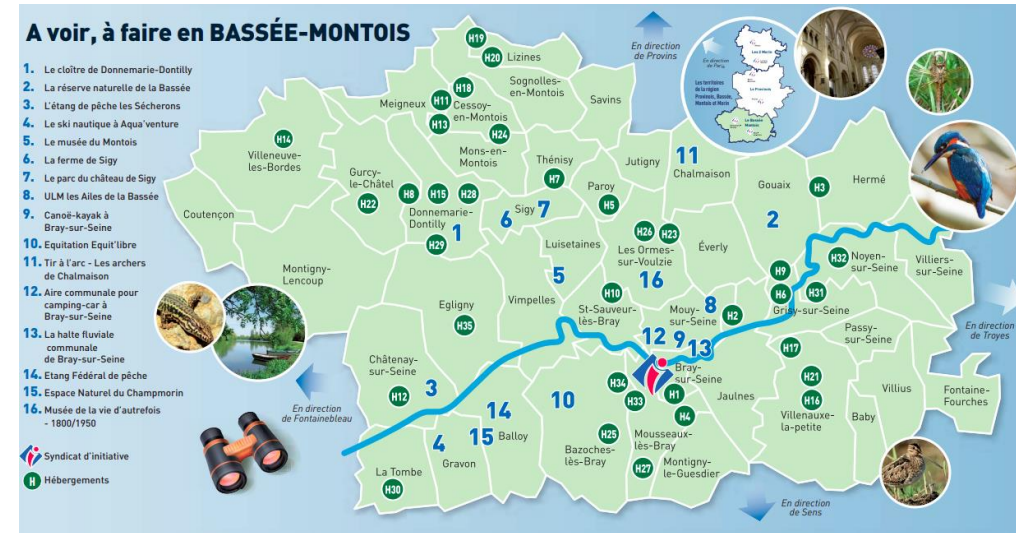 A voir, à faire en BASSÉE-MONTOIS
1. Le cloître de Donnemarie-Dontilly
2. La réserve naturelle de la Bassée
3. L'étang de pêche les Sécherons
4. Le ski nautique à Aqua'venture
5. Le musée du Montois
6. La ferme de Sigy
7. Le parc du château de Sigy
8. ULM les Ailes de la Bassée
9. Canoë-kayak à
Bray-sur-Seine
10. Equitation Equit'libre
11. Tir à l'arc - Les archers
de Chalmaison
12. Aire communale pour
camping-car à
Bray-sur-Seine
13. La halte fluviale
communale
de Bray-sur-Seine
14. Etang Fédéral de pêche
15. Espace Naturel du Champmorin
16. Musée de la vie d'autrefois
- 1800/1950
Syndicat d'initiative
H Hébergements
En direction
de Provins
En direction
de Paris
Les territoires
de la région
Provinois, Bassée,
Montois et Morin
Le Provinois
La Bassée
Montois
H19
H20
Lizines
Sognolles-
en-Montois
Savins
H18
Meigneux
H11
Cessoy-
en-Montois
H13
H24
Mons-en
Montois
H14
Villeneuve-
les-Bordes
Gurcy-
le-Châtel
H22
H8
H15
H28
Donnemarie-
Dontilly
1
H29
Thénisy
H7
Jutigny
11
Chalmaison
Paroy
H5
6
Sigy
7
Gouaix
H3
Hermé
2
Coutençon
Luisetaines
H26
H23
Les Ormes-
sur-Voulzie
16
Éverly
H32
Noyen-
sur-Seine
Villiers-
sur-Seine
Montigny-
Lencoup
5
Vimpelles
H10
St-Sauveur-
lès-Bray
Mouy-
sur-Seine
8
H2
H9
H6
H31
Grisy-sur-Seine
Egligny
H35
12
9
13
Passy-
sur-Seine
En direction
de Troyes
H17
Châtenay-
sur-Seine
H12
3
Bray-
sur-Seine
H34
H33
H1
H4
Jaulnes
H21
H16
Villenauxe-
la-petite
Villius
Baby
Fontaine-
Fourches
En direction
de Fontainebleau
10
14
4
15
Balloy
Gravon
H25
Bazoches-
lès-Bray
Mousseaux-
lès-Bray
H27
Montigny-
le-Guesdier
La Tombe
H30
En direction
de Sens